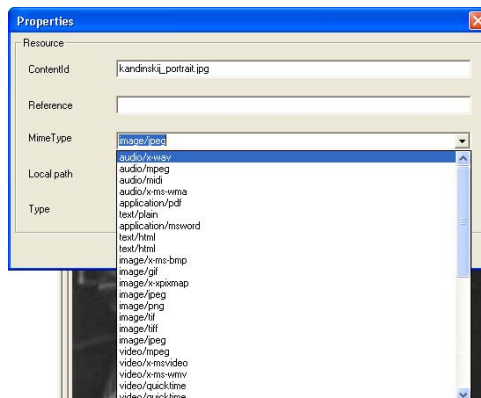 Properties
Resource
ContentId
kandinskij_portrait.jpg
Reference
MimeType
image/jpeg
Local path
Type
audio/x-wav
audio/mpeg
audio/midi
audio/x-ms-wma
application/pdf
text/plain
application/msword
text/html
text/html
image/x-ms-bmp
image/gif
image/x-xpixmap
image/jpeg
image/png
image/tif
image/tiff
image/jpeg
video/mpeg
video/x-msvideo
video/x-ms-wmv
video/quicktime
video/quicktime